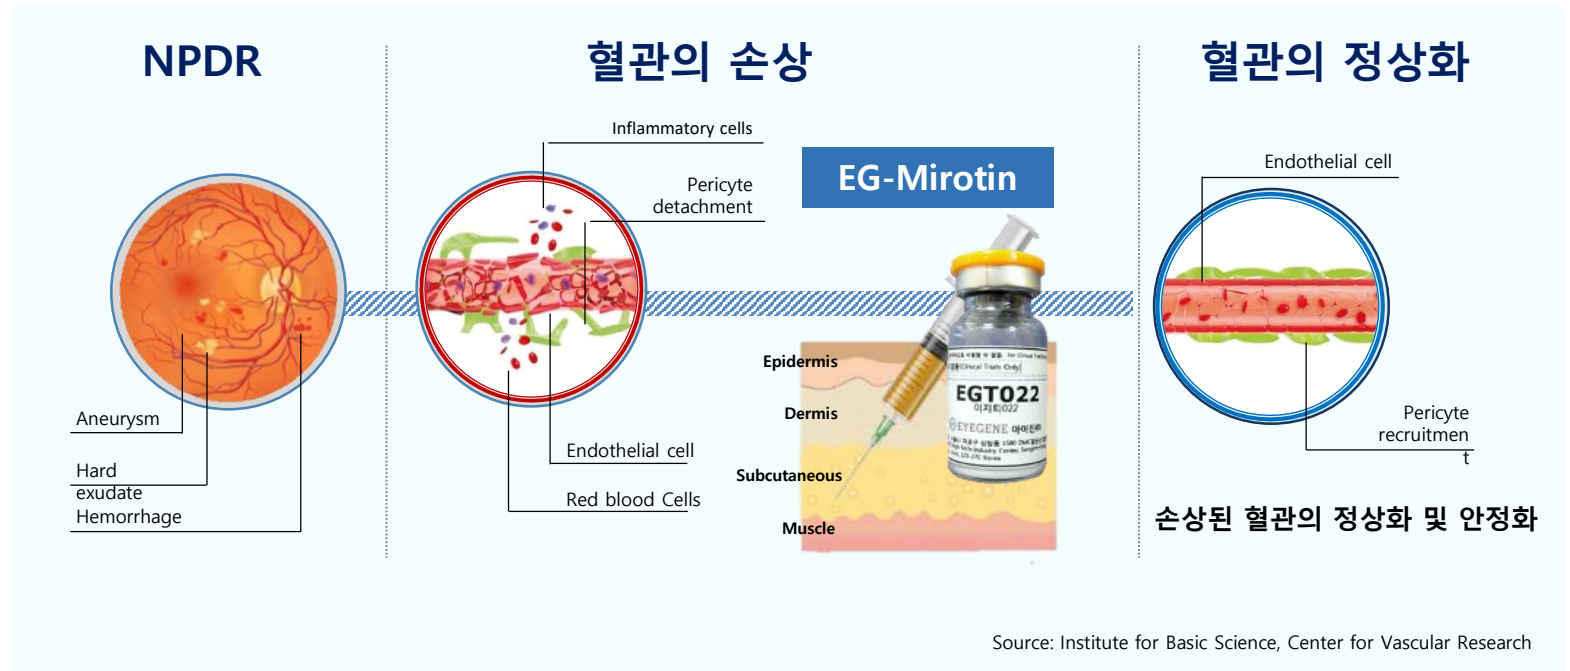 NPDR
Aneurysm
Hard
exudate
Hemorrhage
혈관의 손상
Inflammatory cells
Pericyte
detachment
Endothelial cell
Red blood Cells
EG-Mirotin
Epidermis
Dermis
Subcutaneous
Muscle
(Clinical Trials Only)
EGT022
이지티022
EYEGENE 아이진㈜
혈관의 정상화
Endothelial cell
Pericyte
recruitmen
t
손상된 혈관의 정상화 및 안정화
Source: Institute for Basic Science, Center for Vascular Research